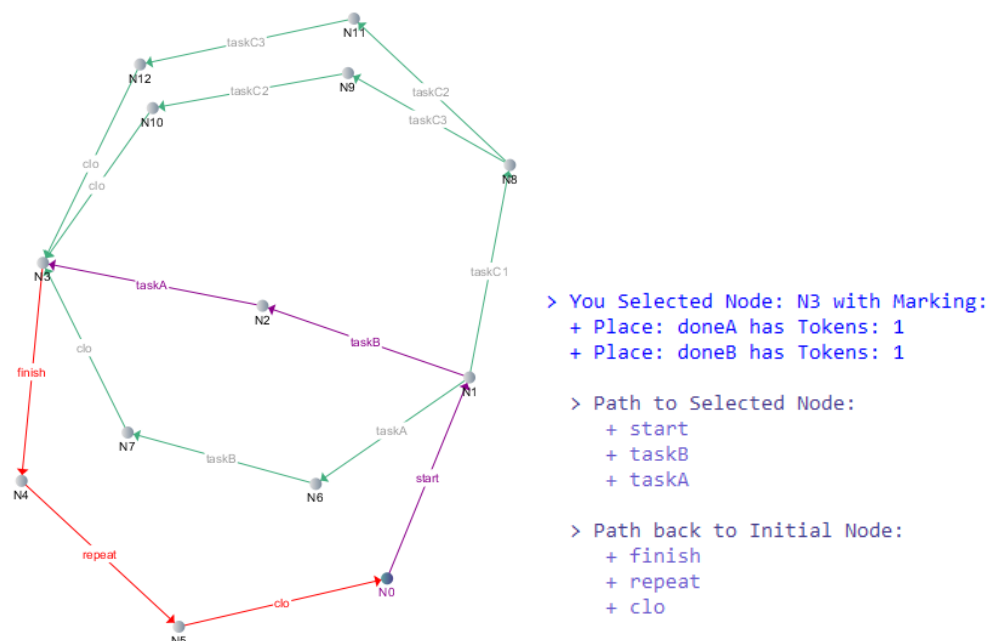 N11
taskC3
N12
N9
taskC2
taskC2
N10
taskC3
clo
N8
clo
N3
taskA
taskC1
N2
taskB
clo
finish
N1
N7
taskA
taskB
start
N6
N4
repeat
clo
N0
N5
> You Selected Node: N3 with Marking:
+ Place: doneA has Tokens: 1
+ Place: doneB has Tokens: 1
> Path to Selected Node:
+ start
+ taskB
+ taskA
> Path back to Initial Node:
+ finish
+ repeat
+ clo